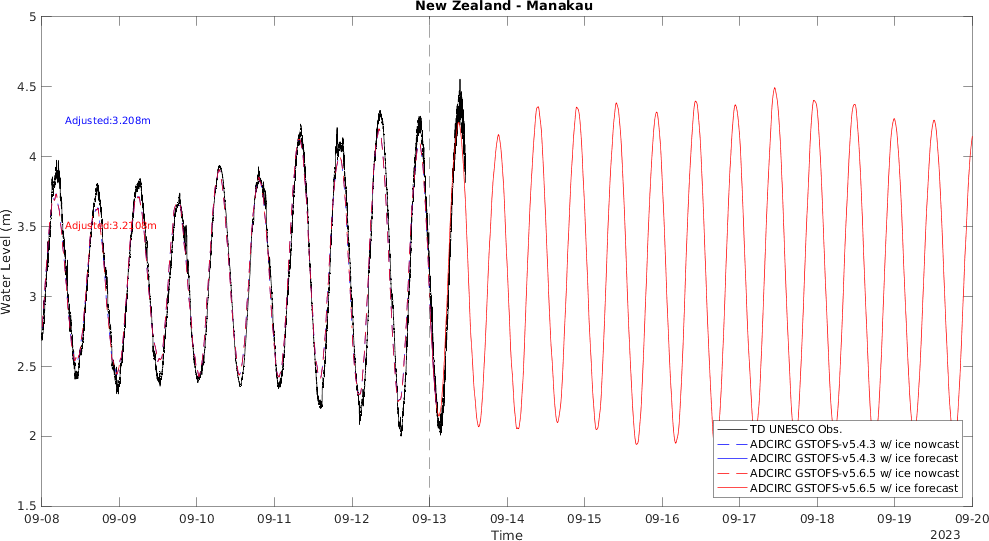 New Zealand - Manakau
5
4.5
4
3.5
3
2.5
2
1.5
Water Level (m)
Adjusted:3.208m
Adjusted:3.2108m
TD UNESCO Obs.
ADCIRC GSTOFS-v5.4.3 w/ ice nowcast
ADCIRC GSTOFS-v5.4.3 w/ ice forecast
ADCIRC GSTOFS-v5.6.5 w/ ice nowcast
ADCIRC GSTOFS-v5.6.5 w/ ice forecast
09-08 09-09 09-10 09-11 09-12 09-13 09-14 09-15 09-16 09-17 09-18 09-19 09-20
Time
2023